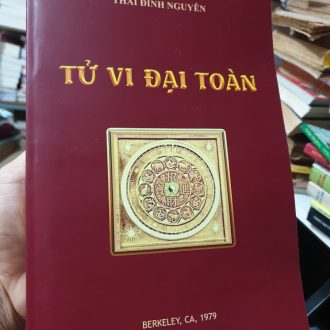 THÁI ĐÌNH NGUYÊN
TỬ VI ĐẠI TOÀN
BERKELEY, CA, 1979